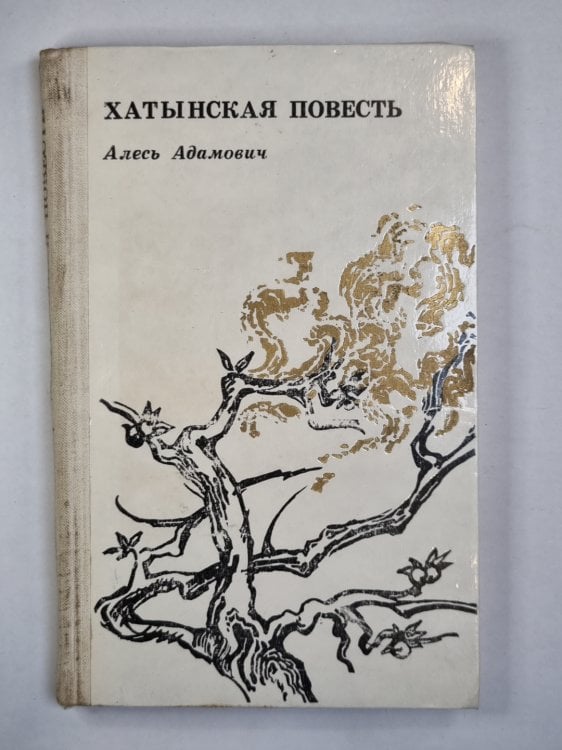 ХАТЫНСКАЯ ПОВЕСТЬ
Алесь Адамович